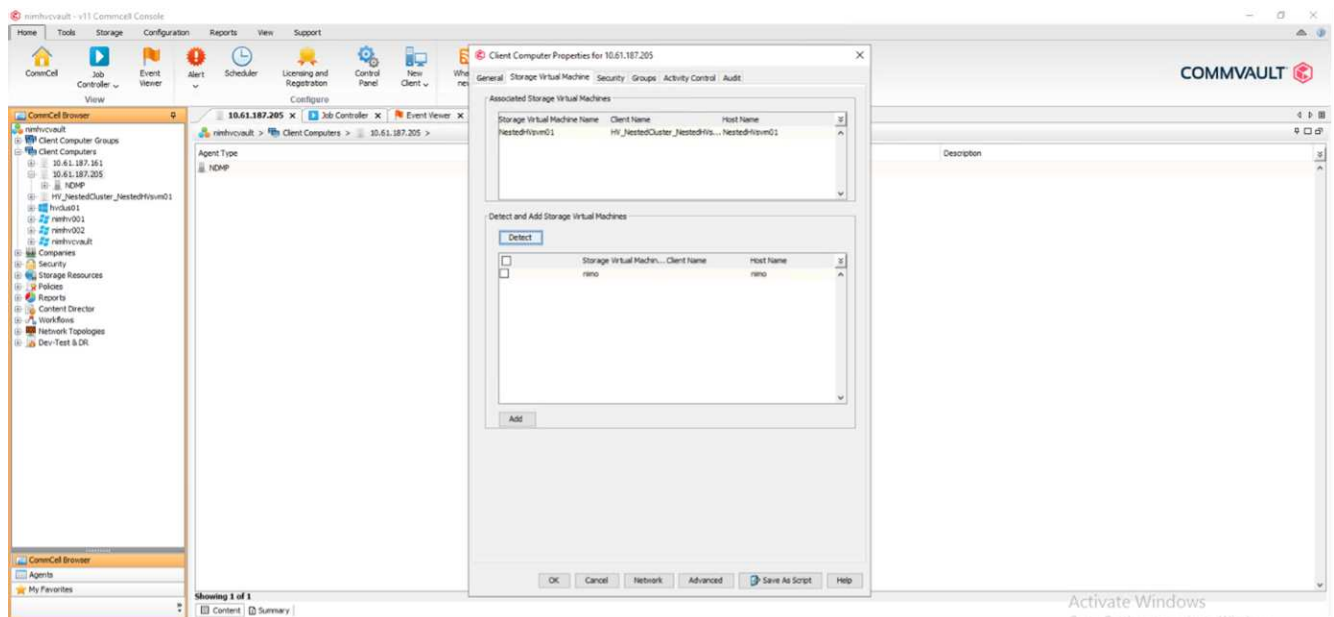 nimhvcvault - v11 Commcell Console
Home Tools Storage Configuration Reports View Support
CommCell
Job Controller
Event Viewer
Alert
Scheduler
Licensing and Registration
Control Panel
New Client
View
Configure
COMMVAULT
CommCell Browser
nimhvcvault
Client Computer Groups
Client Computers
10.61.187.161
10.61.187.205
NDMP
HV_NestedCluster_NestedHVsvm01
hvclus01
nimhv001
nimhv002
nimhvcvault
Companies
Security
Storage Resources
Policies
Reports
Content Director
Workflows
Network Topologies
Dev-Test & DR
CommCell Browser
Agents
My Favorites
10.61.187.205 x Job Controller x Event Viewer x
nimhvcvault > Client Computers > 10.61.187.205 >
Agent Type
Description
NDMP
Showing 1 of 1
Content Summary
Client Computer Properties for 10.61.187.205
General Storage Virtual Machine Security Groups Activity Control Audit
Associated Storage Virtual Machines
Storage Virtual Machine Name Client Name Host Name
NestedHVsvm01 HV_NestedCluster_NestedHVs... NestedHVsvm01
Detect and Add Storage Virtual Machines
Detect
Storage Virtual Machin... Client Name Host Name
nimo nimo
Add
OK Cancel Network Advanced Save As Script Help
Activate Windows